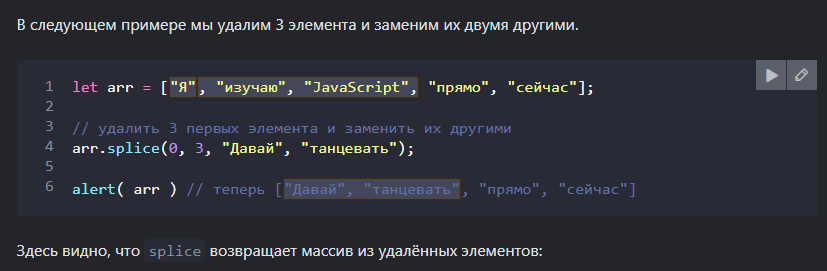 В следующем примере мы удалим 3 элемента и заменим их двумя другими.
1 let arr = ["Я", "изучаю", "JavaScript", "прямо", "сейчас"];
2
3 // удалить 3 первых элемента и заменить их другими
4 arr.splice(0, 3, "Давай", "танцевать");
5
6 alert( arr ) // теперь ["Давай", "танцевать", "прямо", "сейчас"]
Здесь видно, что splice возвращает массив из удалённых элементов: